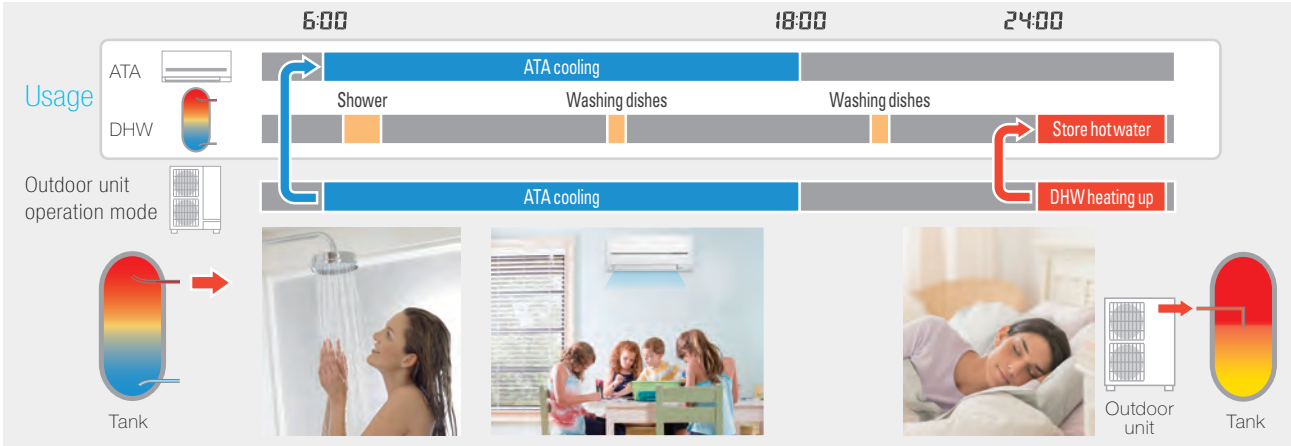 6:00 18:00 24:00
ATA
ATA cooling
Usage
Shower Washing dishes Washing dishes
DHW
Store hot water
Outdoor unit
operation mode
ATA cooling DHW heating up
Tank
Outdoor
unit
Tank